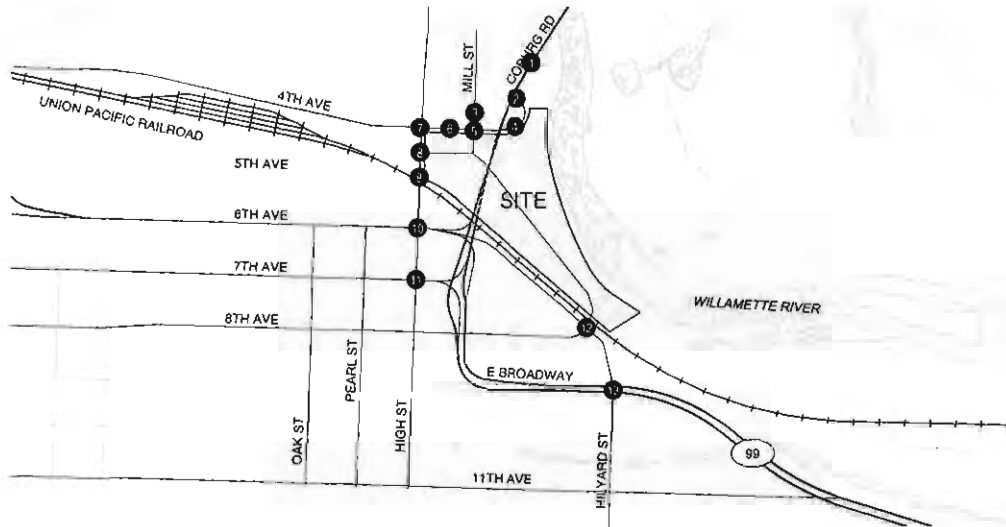 COBURG RD
1
MILL ST
2
4TH AVE
3
7
6
5
4
UNION PACIFIC RAILROAD
8
5TH AVE
9
SITE
6TH AVE
10
7TH AVE
11
WILLAMETTE RIVER
8TH AVE
12
PEARL ST
E BROADWAY
HIGH ST
13
OAK ST
HILYARD ST
99
11TH AVE